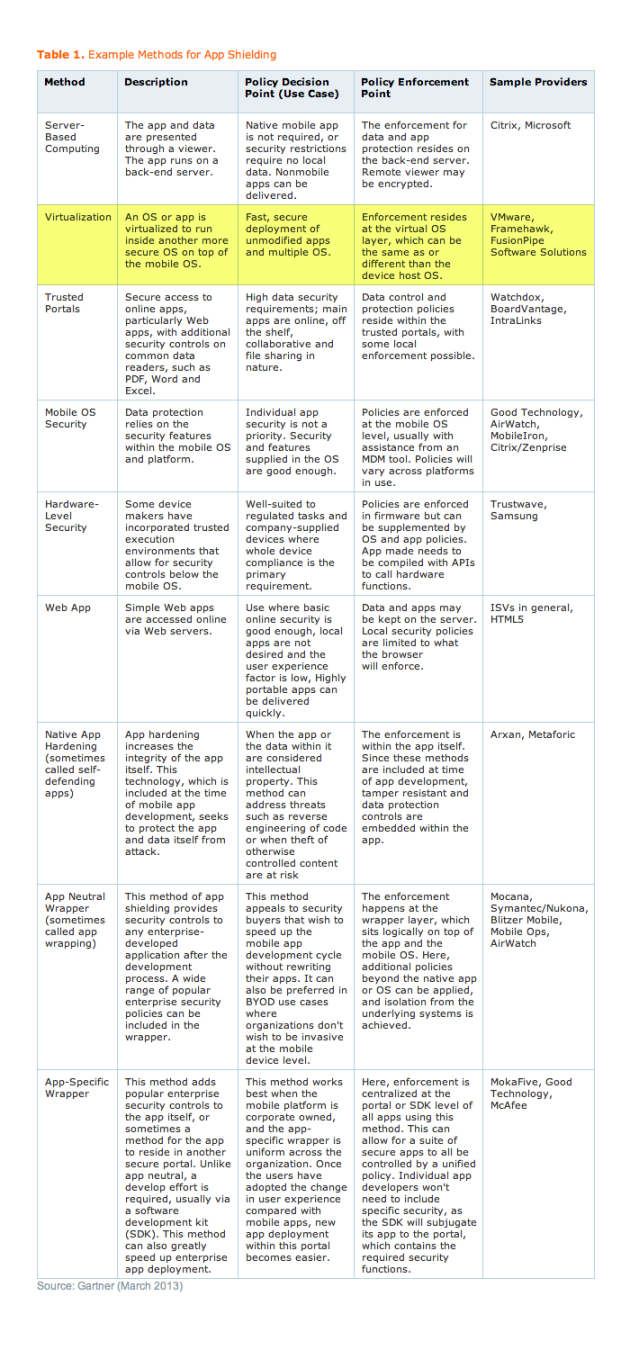 Table 1. Example Methods for App Shielding
Method
Description
Policy Decision
Point (Use Case)
Policy Enforcement
Point
Sample Providers
Server-
Based
Computing
The app and data
are presented
through a viewer.
The app runs on a
back-end server.
Native mobile app
is not required, or
security restrictions
require no local
data. Nonmobile
apps can be
delivered.
The enforcement for
data and app
protection resides on
the back-end server.
Remote viewer may
be encrypted.
Citrix, Microsoft
Virtualization
An OS or app is
virtualized to run
inside another more
secure OS on top of
the mobile OS.
Fast, secure
deployment of
unmodified apps
and multiple OS.
Enforcement resides
at the virtual OS
layer, which can be
the same as or
different than the
device host OS.
VMware,
Framehawk,
FusionPipe
Software Solutions
Trusted
Portals
Secure access to
online apps,
particularly Web
apps, with additional
security controls on
common data
readers, such as
PDF, Word and
Excel.
High data security
requirements; main
apps are online, off
the shelf,
collaborative and
file sharing in
nature.
Data control and
protection policies
reside within the
trusted portals, with
some local
enforcement possible.
Watchdox,
BoardVantage,
IntraLinks
Mobile OS
Security
Data protection
relies on the
security features
within the mobile OS
and platform.
Individual app
security is not a
priority. Security
and features
supplied in the OS
are good enough.
Policies are enforced
at the mobile OS
level, usually with
assistance from an
MDM tool. Policies will
vary across platforms
in use.
Good Technology,
AirWatch,
MobileIron,
Citrix/Zenprise
Hardware-
Level
Security
Some device
makers have
incorporated trusted
execution
environments that
allow for security
controls below the
mobile OS.
Well-suited to
regulated tasks and
company-supplied
devices where
whole device
compliance is the
primary
requirement.
Policies are enforced
in firmware but can
be supplemented by
OS and app policies.
App made needs to
be compiled with APIs
to call hardware
functions.
Trustwave,
Samsung
Web App
Simple Web apps
are accessed online
via Web servers.
Use where basic
online security is
good enough, local
apps are not
desired and the
user experience
factor is low, Highly
portable apps can
be delivered
quickly.
Data and apps may
be kept on the server.
Local security policies
are limited to what
the browser
will enforce.
ISVs in general,
HTML5
Native App
Hardening
(sometimes
called self-
defending
apps)
App hardening
increases the
integrity of the app
itself. This
technology, which is
included at the time
of mobile app
development, seeks
to protect the app
and data itself from
attack.
When the app or
the data within it
are considered
intellectual
property. This
method can
address threats
such as reverse
engineering of code
or when theft of
otherwise
controlled content
are at risk
The enforcement is
within the app itself.
Since these methods
are included at time
of app development,
tamper resistant and
data protection
controls are
embedded within the
app.
Arxan, Metaforic
App Neutral
Wrapper
(sometimes
called app
wrapping)
This method of app
shielding provides
security controls to
any enterprise-
developed
application after the
development
process. A wide
range of popular
enterprise security
policies can be
included in the
wrapper.
This method
appeals to security
buyers that wish to
speed up the
mobile app
development cycle
without rewriting
their apps. It can
also be preferred in
BYOD use cases
where
organizations don't
wish to be invasive
at the mobile
device level.
The enforcement
happens at the
wrapper layer, which
sits logically on top of
the app and the
mobile OS. Here,
additional policies
beyond the native app
or OS can be applied,
and isolation from the
underlying systems is
achieved.
Mocana,
Symantec/Nukona,
Blitzer Mobile,
Mobile Ops,
AirWatch
App-Specific
Wrapper
This method adds
popular enterprise
security controls to
the app itself, or
sometimes a
method for the app
to reside in another
secure portal. Unlike
app neutral, a
develop effort is
required, usually via
a software
development kit
(SDK). This method
can also greatly
speed up enterprise
app deployment.
This method works
best when the
mobile platform is
corporate owned,
and the app-
specific wrapper is
uniform across the
organization. Once
the users have
adopted the change
in user experience
compared with
mobile apps, new
app deployment
within this portal
becomes easier.
Here, enforcement is
centralized at the
portal or SDK level of
all apps using this
method. This can
allow for a suite of
secure apps to all be
controlled by a unified
policy. Individual app
developers won't
need to include
specific security, as
the SDK will subjugate
its app to the portal,
which contains the
required security
functions.
MokaFive, Good
Technology,
McAfee
Source: Gartner (March 2013)